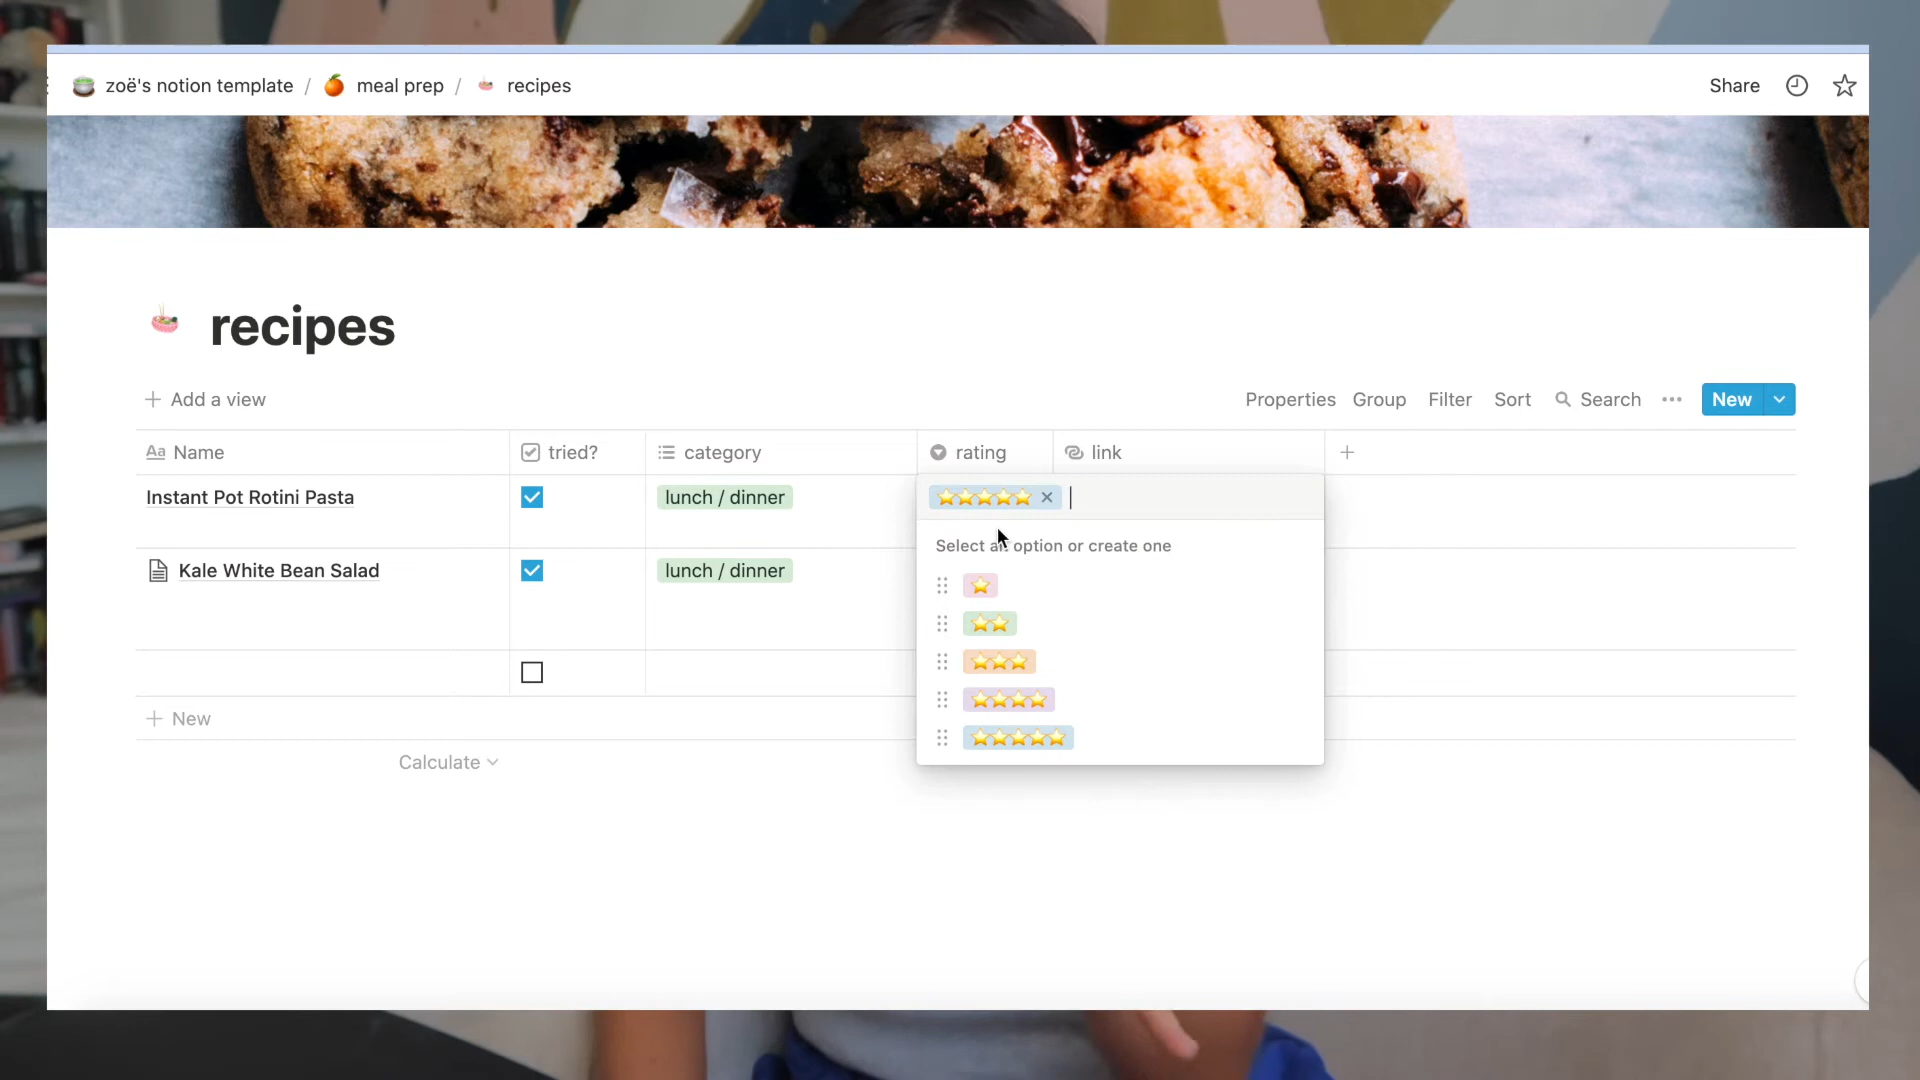 zoë's notion template / meal prep / recipes
Share
recipes
Add a view
Properties Group Filter Sort Search New
Aa Name tried? category rating link
Instant Pot Rotini Pasta lunch / dinner
Select an option or create one
Kale White Bean Salad lunch / dinner
New
Calculate